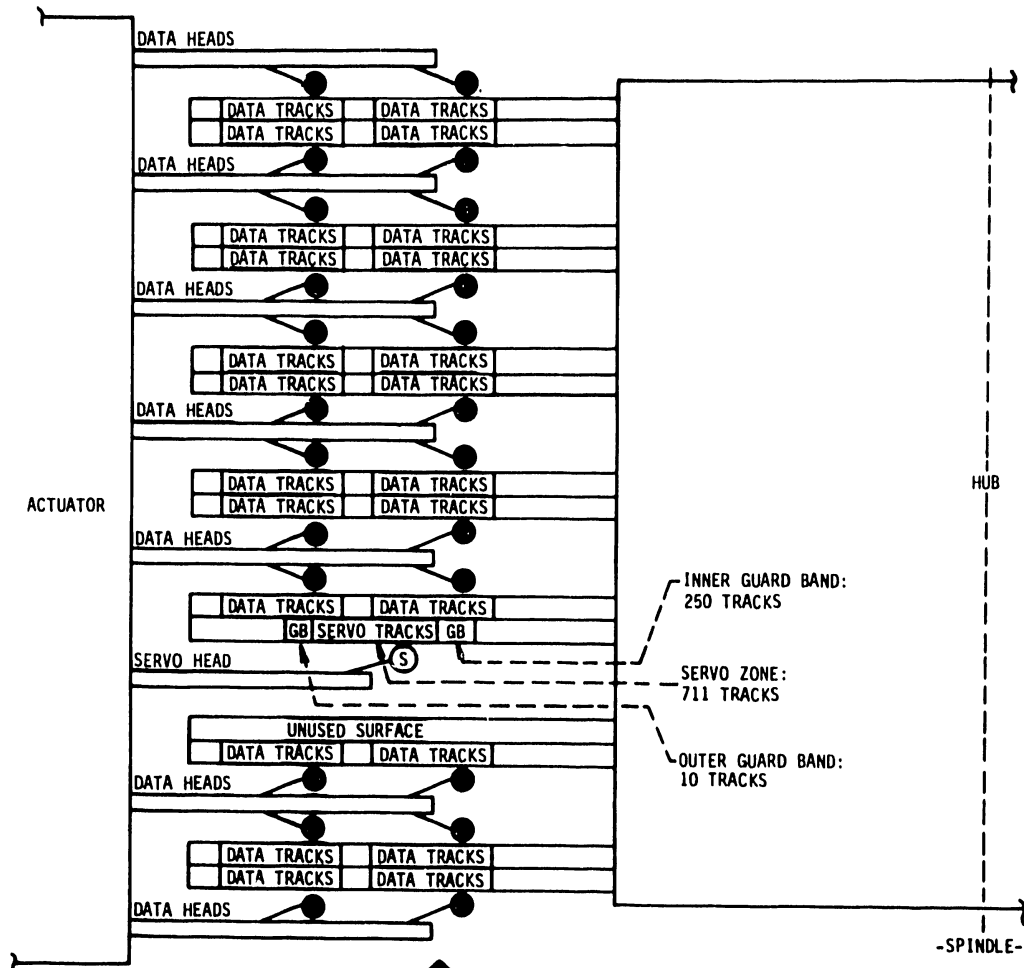 DATA HEADS
DATA TRACKS DATA TRACKS
DATA TRACKS DATA TRACKS
DATA HEADS
DATA TRACKS DATA TRACKS
DATA TRACKS DATA TRACKS
DATA HEADS
DATA TRACKS DATA TRACKS
DATA TRACKS DATA TRACKS
DATA HEADS
DATA TRACKS DATA TRACKS
DATA TRACKS DATA TRACKS
HUB
ACTUATOR
DATA HEADS
DATA TRACKS DATA TRACKS
GB SERVO TRACKS GB
INNER GUARD BAND:
250 TRACKS
SERVO HEAD
S
SERVO ZONE:
711 TRACKS
UNUSED SURFACE
DATA TRACKS DATA TRACKS
OUTER GUARD BAND:
10 TRACKS
DATA HEADS
DATA TRACKS DATA TRACKS
DATA TRACKS DATA TRACKS
DATA HEADS
-SPINDLE-